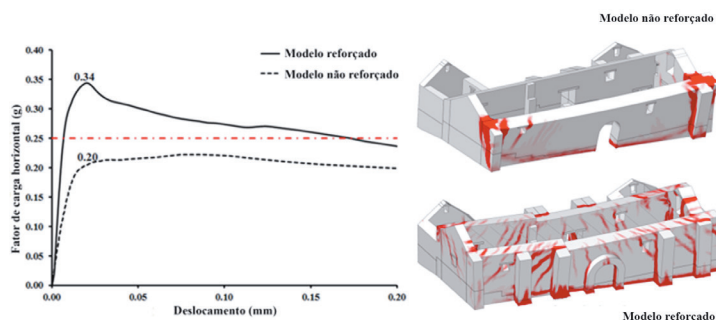 Modelo não reforçado
0.40
0.35
0.30
0.25
0.20
0.15
0.10
0.05
0.00
Fator de carga horizontal (g)
0.34
0.20
Modelo reforçado
Modelo não reforçado
0.00
0.05
0.10
0.15
0.20
Deslocamento (mm)
Modelo reforçado